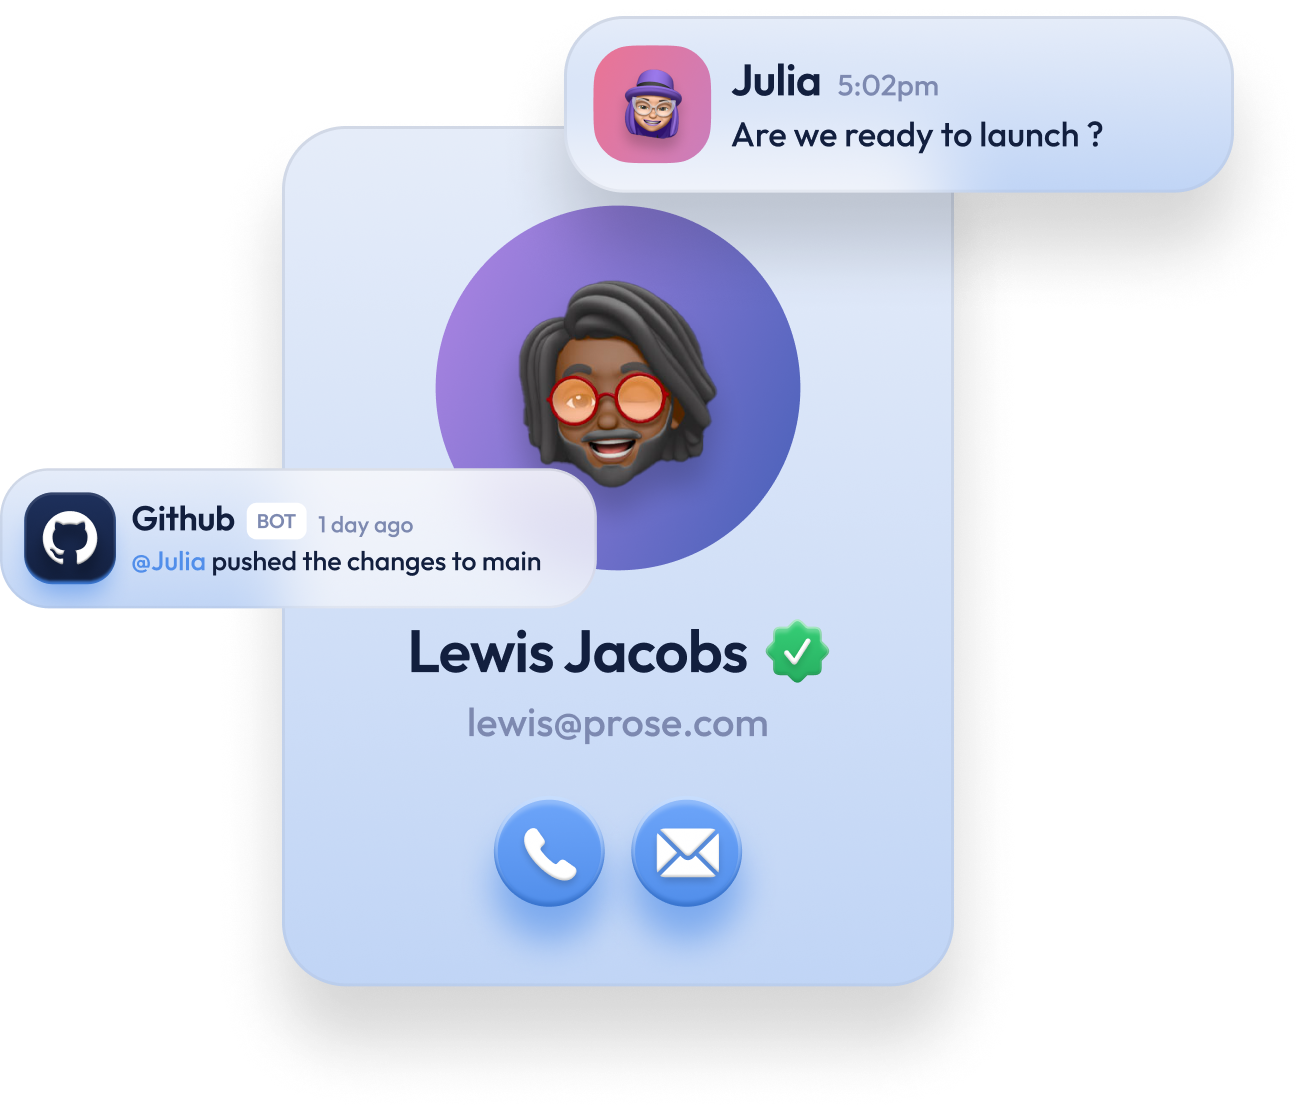 Julia 5:02pm
Are we ready to launch ?
Github BOT 1 day ago
@Julia pushed the changes to main
Lewis Jacobs
lewis@prose.com